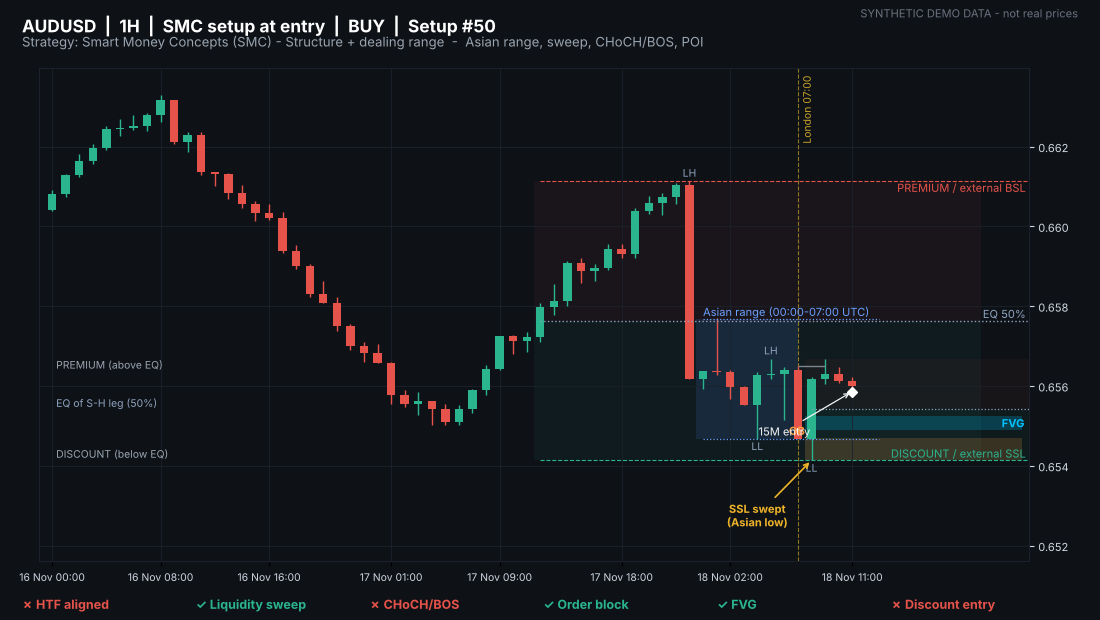 AUDUSD | 1H | SMC setup at entry | BUY | Setup #50
SYNTHETIC DEMO DATA - not real prices
Strategy: Smart Money Concepts (SMC) - Structure + dealing range - Asian range, sweep, CHoCH/BOS, POI
London 07:00
0.662
LH
PREMIUM / external BSL
0.660
0.658
Asian range (00:00-07:00 UTC)
EQ 50%
LH
PREMIUM (above EQ)
0.656
EQ of S-H leg (50%)
FVG
15M entry
LL
DISCOUNT (below EQ)
DISCOUNT / external SSL
0.654
LL
SSL swept
(Asian low)
0.652
16 Nov 00:00
16 Nov 08:00
16 Nov 16:00
17 Nov 01:00
17 Nov 09:00
17 Nov 18:00
18 Nov 02:00
18 Nov 11:00
× HTF aligned
✓ Liquidity sweep
× CHoCH/BOS
✓ Order block
✓ FVG
× Discount entry